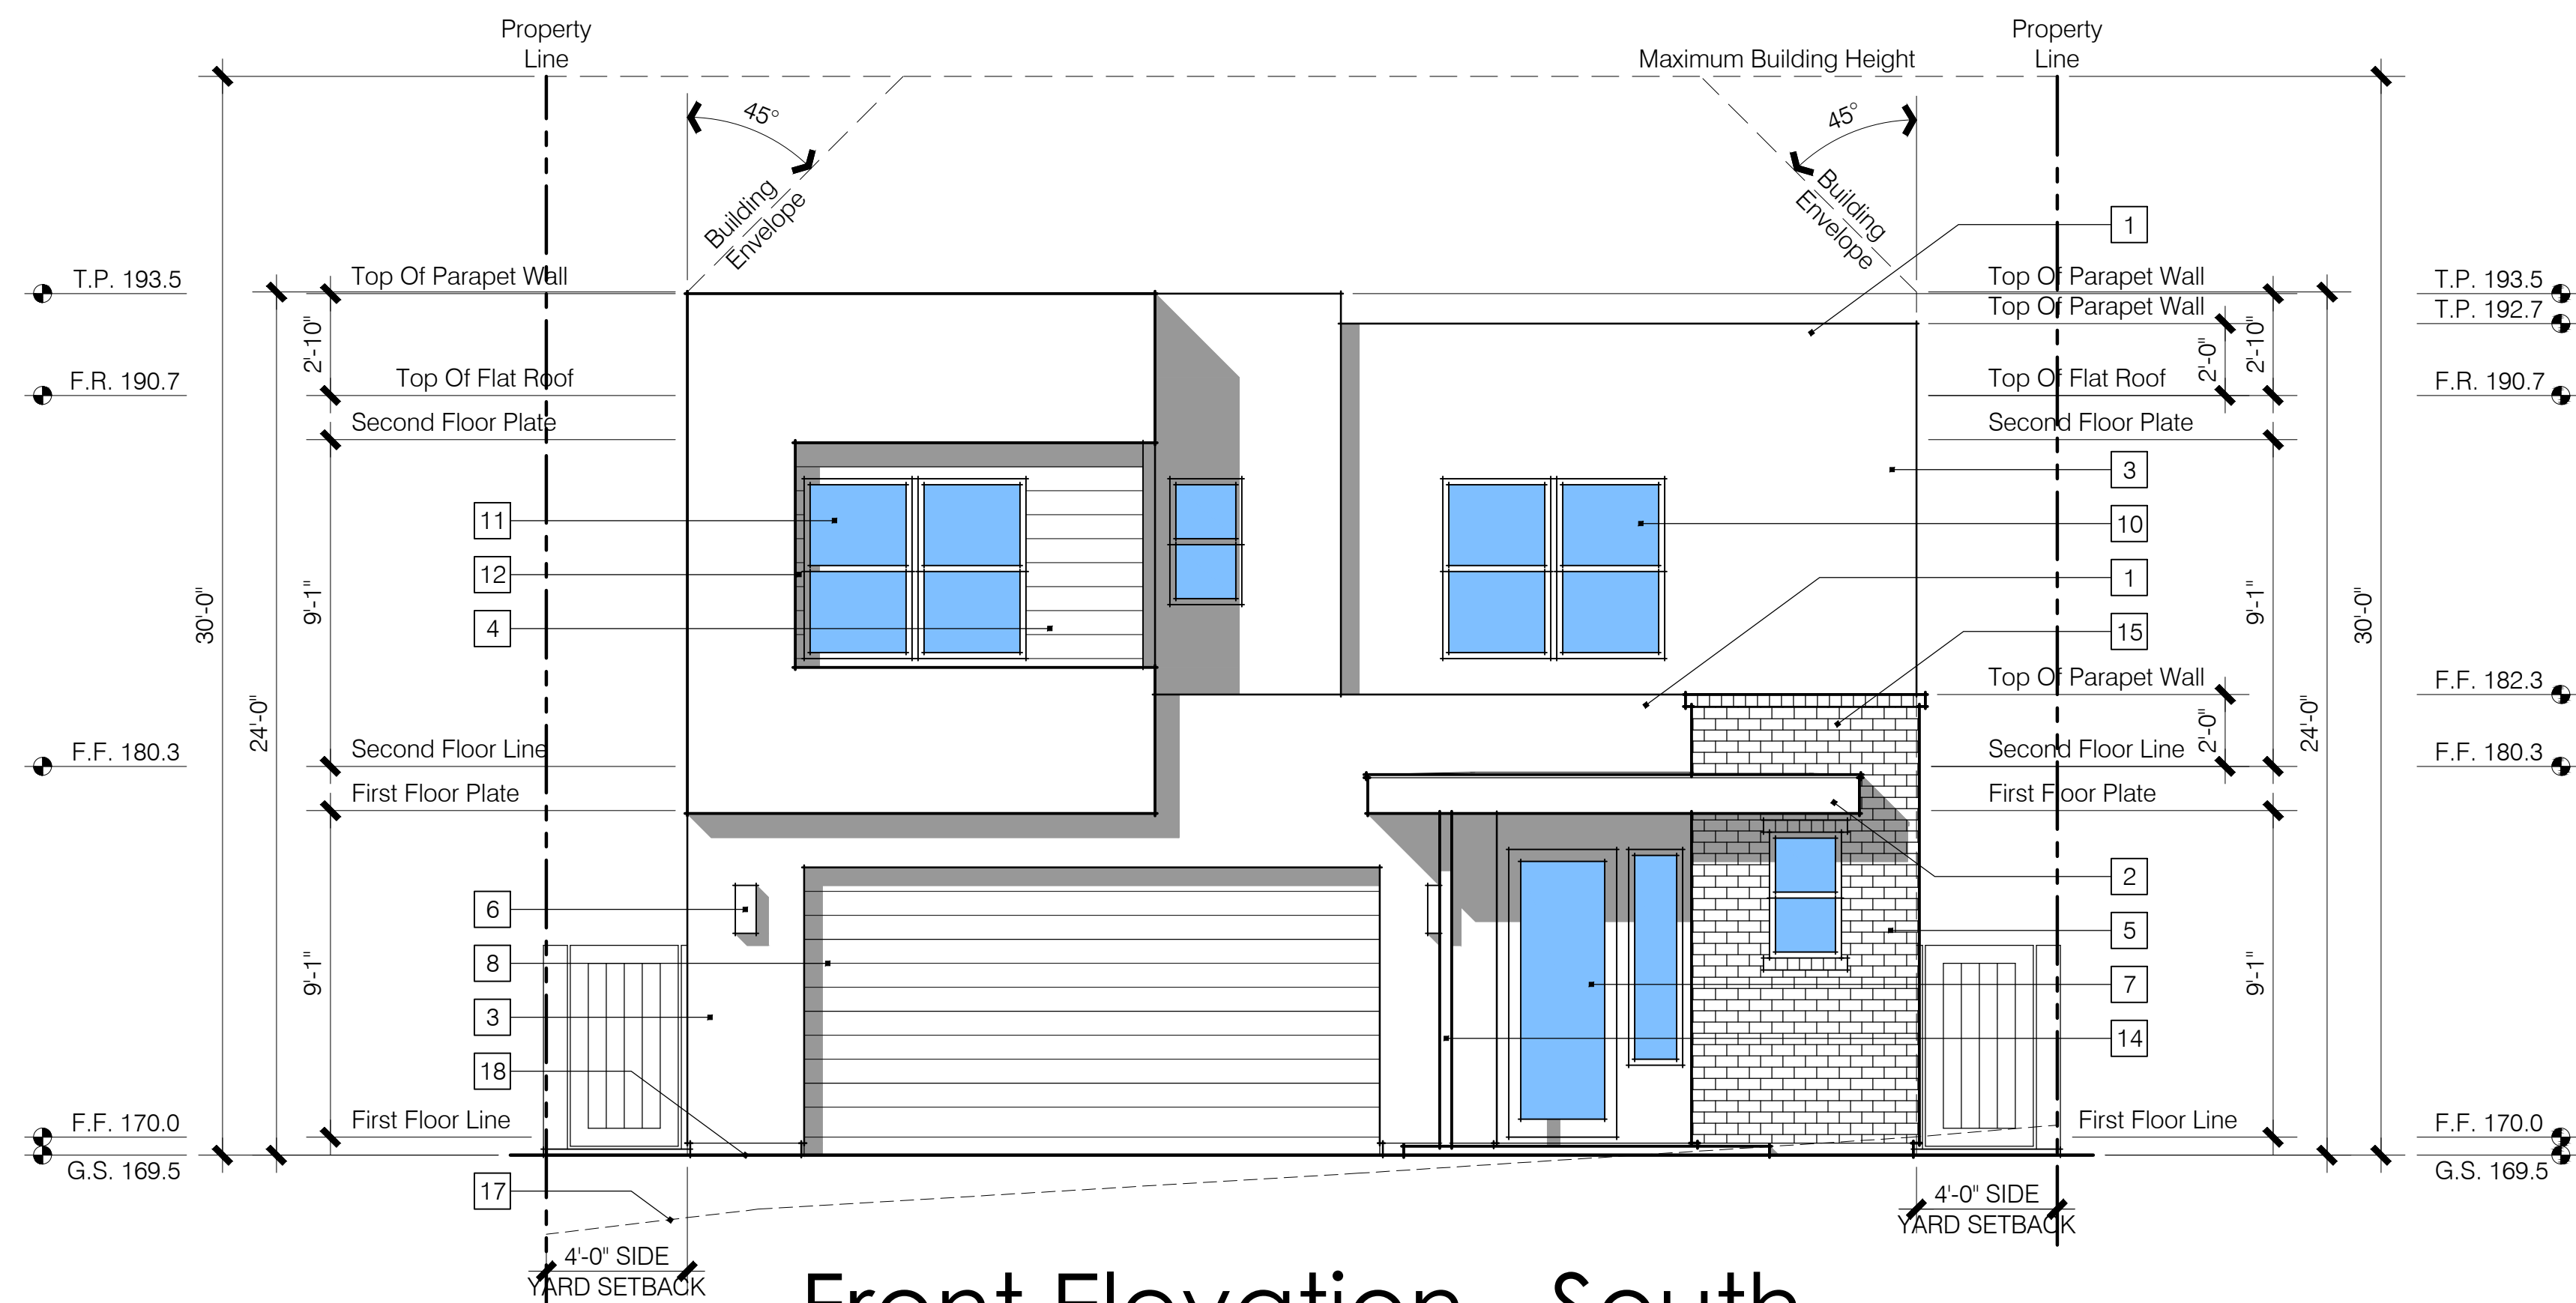 Property
Line
Maximum Building Height
Property
Line
45°
45°
Building
Envelope
Building
Envelope
1
T.P. 193.5
Top Of Parapet Wall
Top Of Parapet Wall
T.P. 193.5
Top Of Parapet Wall
T.P. 192.7
2'-10"
2'-0"
2'-10"
F.R. 190.7
Top Of Flat Roof
Top Of Flat Roof
F.R. 190.7
Second Floor Plate
Second Floor Plate
3
11
10
12
1
30'-0"
9'-1"
9'-1"
30'-0"
4
15
24'-0"
Top Of Parapet Wall
F.F. 182.3
2'-0"
24'-0"
F.F. 180.3
Second Floor Line
Second Floor Line
F.F. 180.3
First Floor Plate
First Floor Plate
2
6
5
8
7
9'-1"
9'-1"
3
14
18
F.F. 170.0
First Floor Line
First Floor Line
F.F. 170.0
G.S. 169.5
G.S. 169.5
17
4'-0" SIDE
YARD SETBACK
4'-0" SIDE
YARD SETBACK
Front Elevation - South